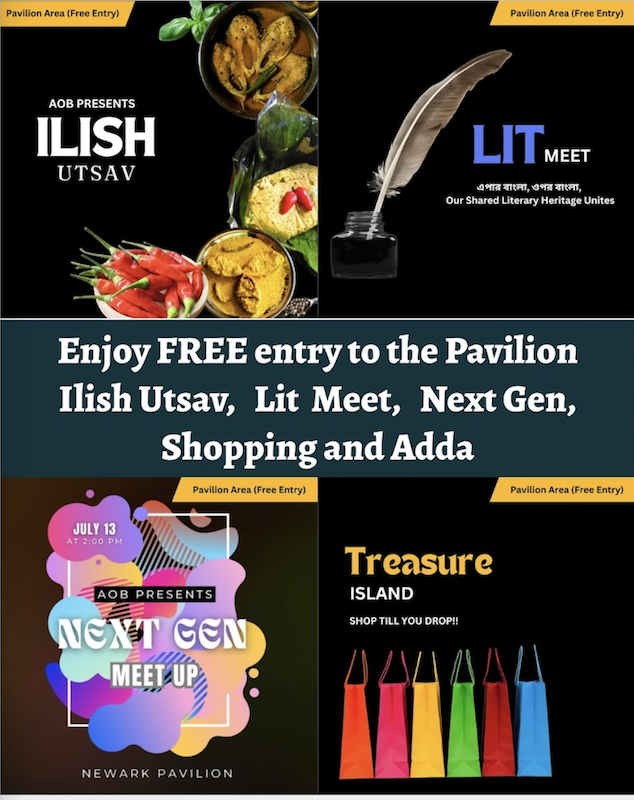 Pavilion Area (Free Entry)
AOB PRESENTS
ILISH
UTSAV
Pavilion Area (Free Entry)
LIT MEET
এপার বাংলা, ওপর বাংলা,
Our Shared Literary Heritage Unites
Enjoy FREE entry to the Pavilion
Ilish Utsav, Lit Meet, Next Gen,
Shopping and Adda
Pavilion Area (Free Entry)
JULY 13
AT 2:00 PM
AOB PRESENTS
NEXT GEN
MEET UP
NEWARK PAVILION
Pavilion Area (Free Entry)
Treasure
ISLAND
SHOP TILL YOU DROP!!